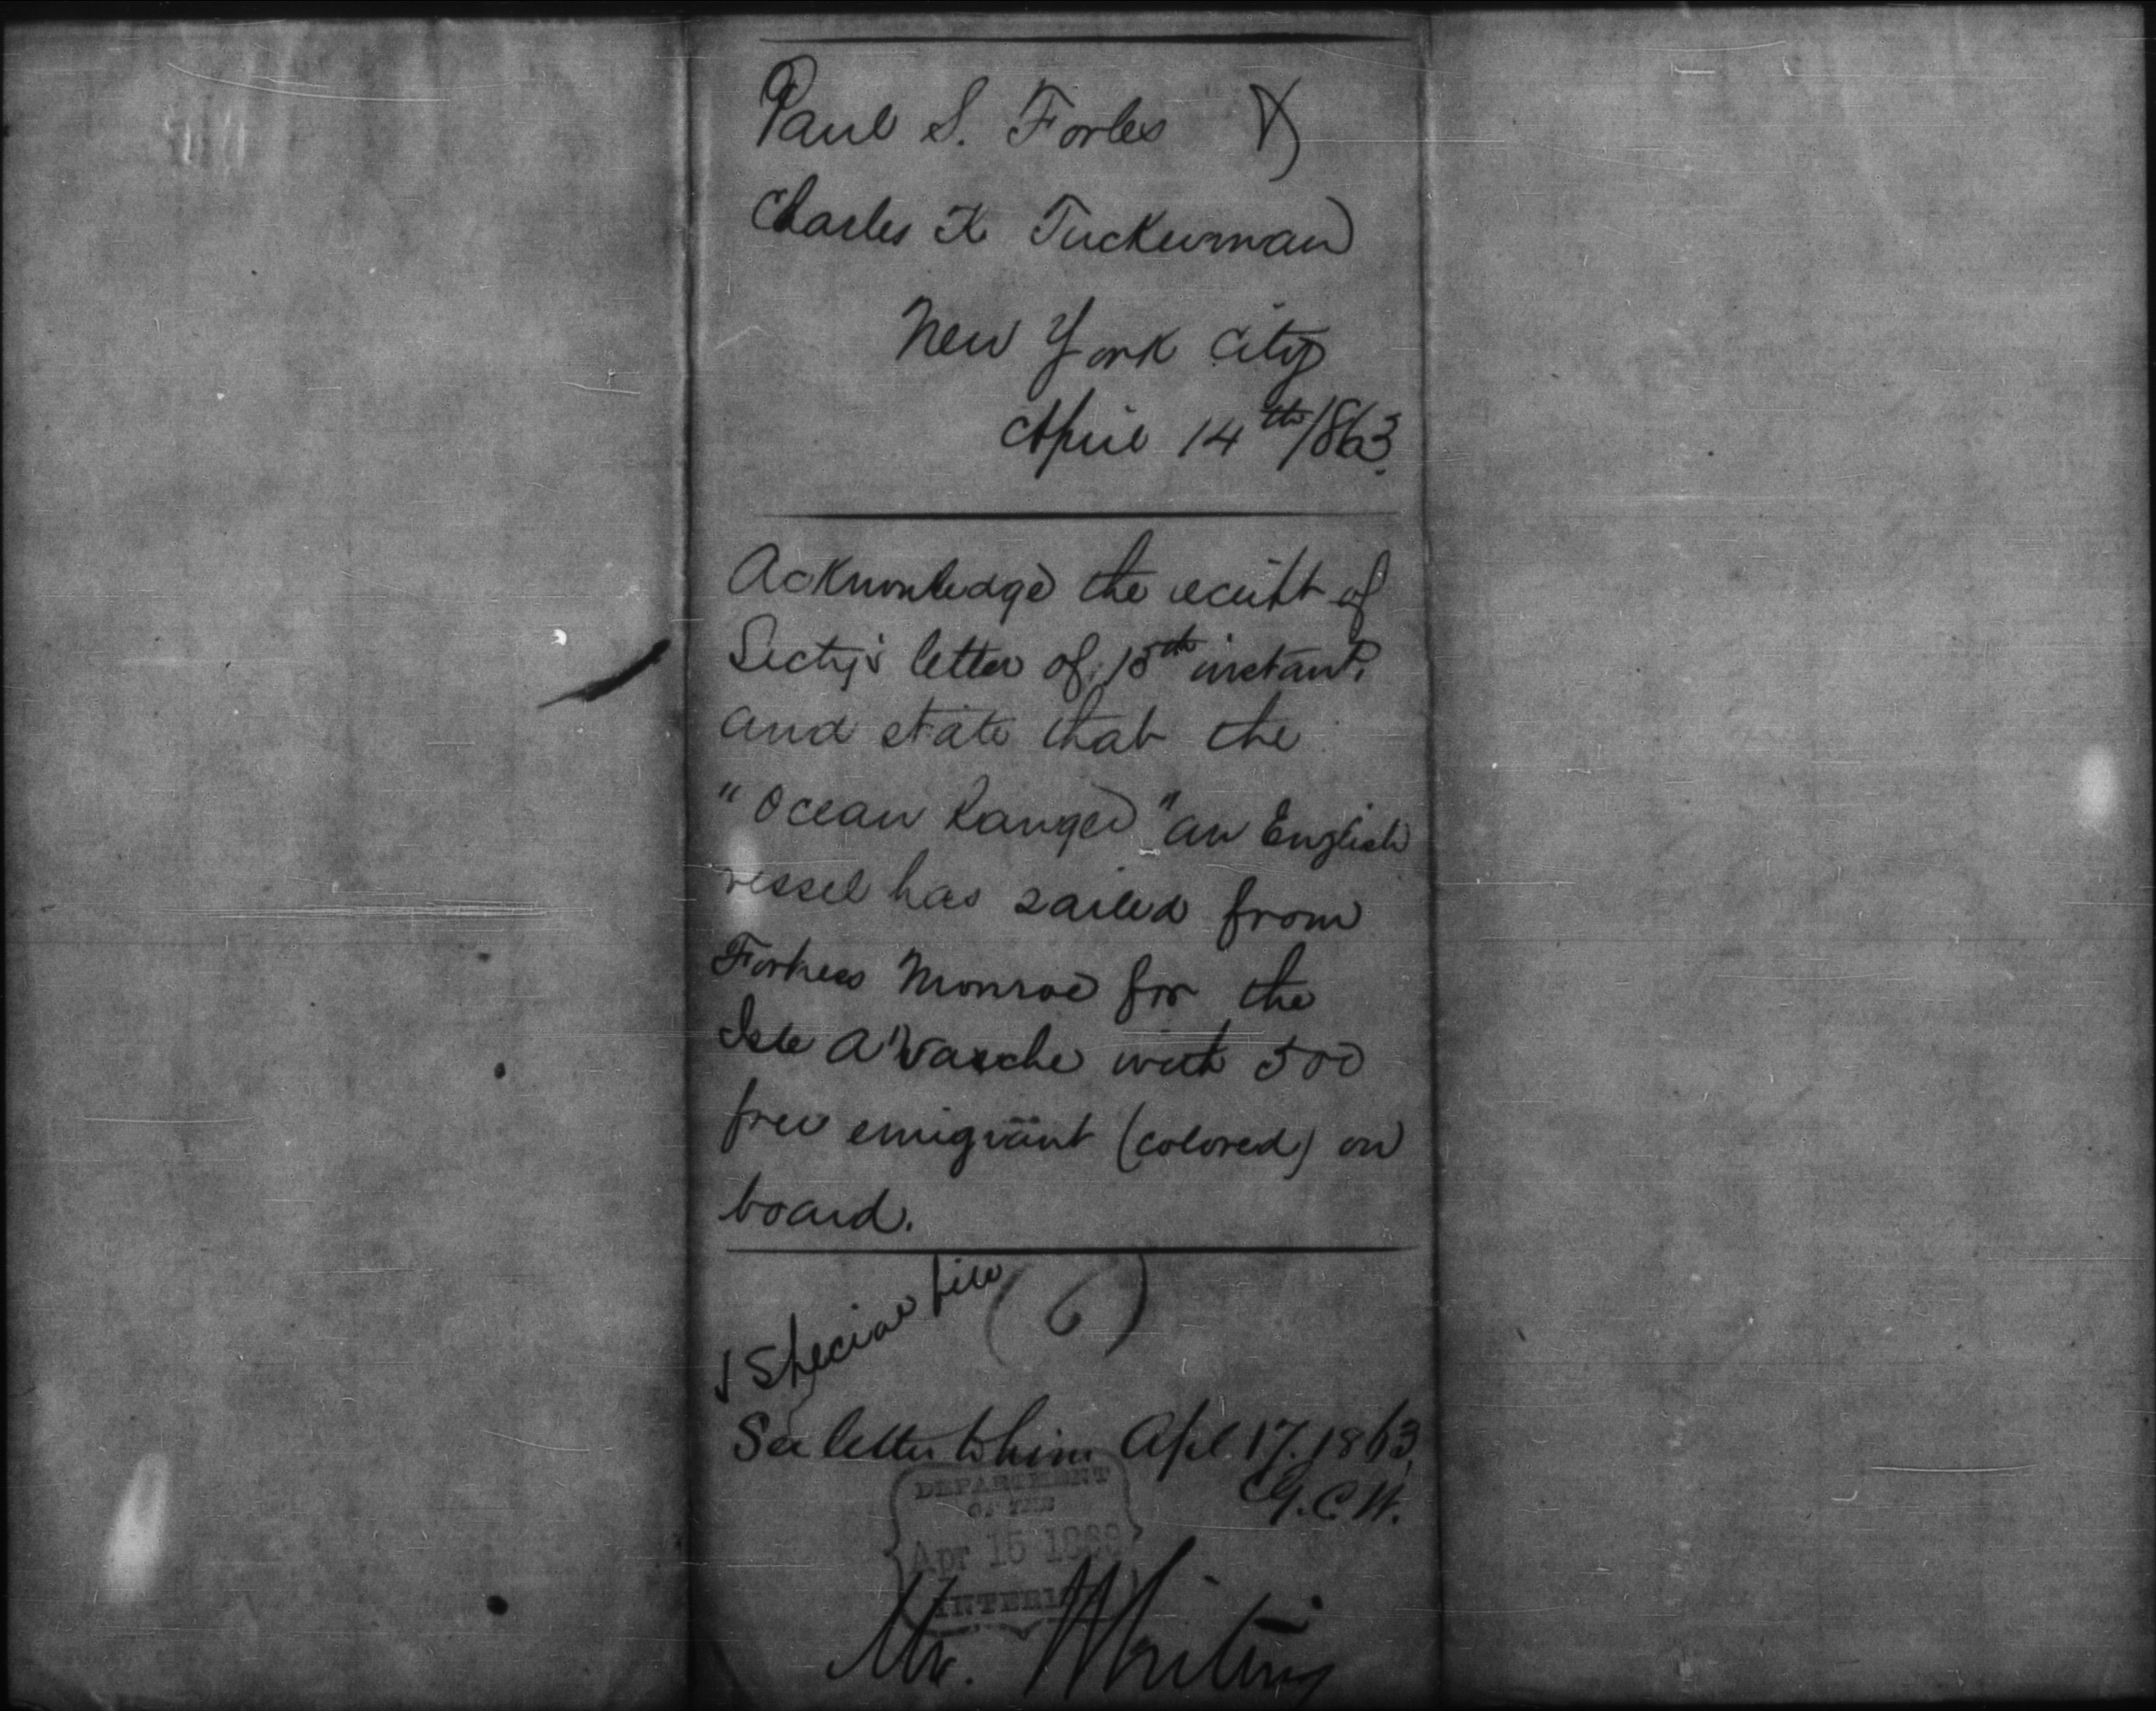 Paul S. Forbes &
Charles K Tuckerman
New York City
April 14th/863.
Acknowledge the receipt of
Secty's letter of 13th instant,
and state that the
"Ocean Ranger" an English
vessel has sailed from
Fortress Monroe for the
Isle A'Vasche with 500
free emigrant (colored) on
board.
√ Special file (6)
See letter to him Apl. 17. 1863,
G.C.W.
DEPARTMENT
OF THE
Apr 15 1863
INTERIOR
Mr. Whiting